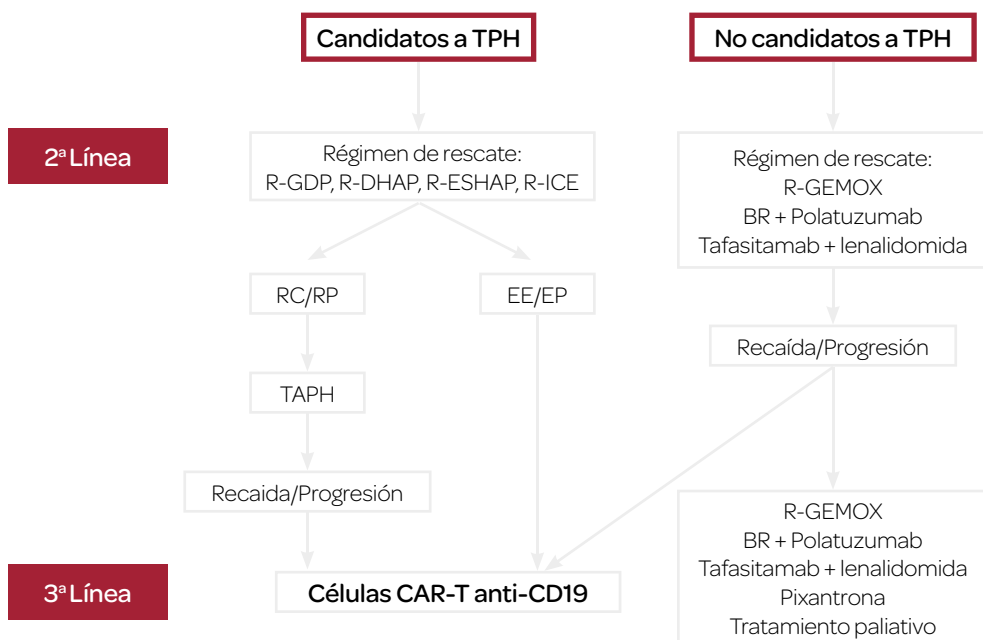 Candidatos a TPH
No candidatos a TPH
2ª Línea
Régimen de rescate:
R-GDP, R-DHAP, R-ESHAP, R-ICE
Régimen de rescate:
R-GEMOX
BR + Polatuzumab
Tafasitamab + lenalidomida
RC/RP
EE/EP
Recaída/Progresión
TAPH
Recaida/Progresión
R-GEMOX
BR + Polatuzumab
Tafasitamab + lenalidomida
Pixantrona
Tratamiento paliativo
3ª Línea
Células CAR-T anti-CD19